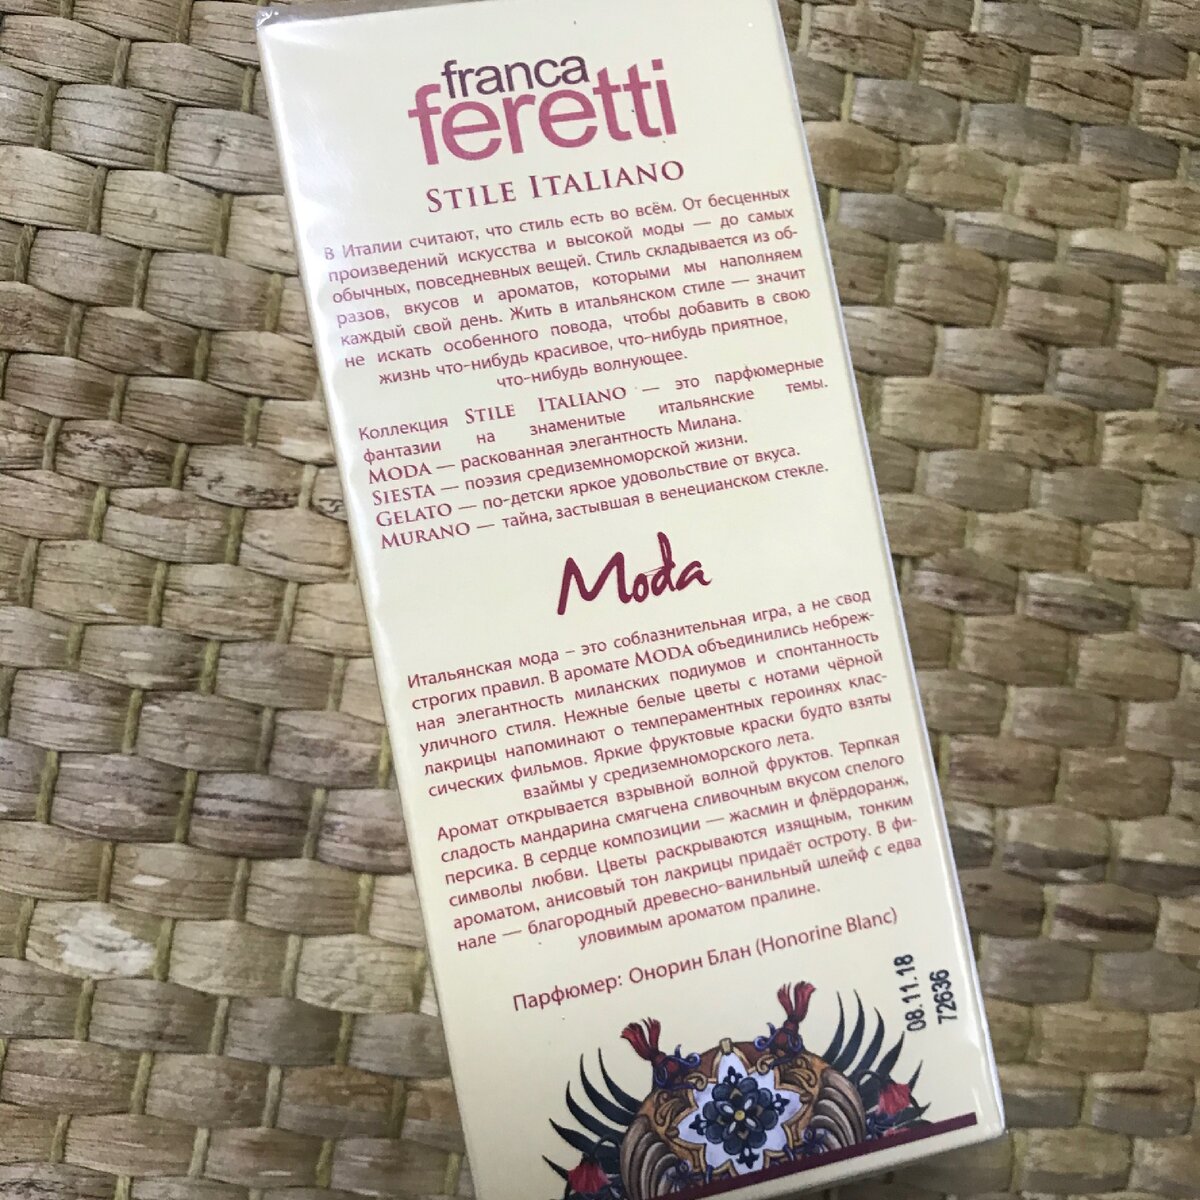 franca
feretti
STILE ITALIANO
В Италии считают, что стиль есть во всём. От бесценных
произведений искусства и высокой моды — до самых
обычных, повседневных вещей. Стиль складывается из об-
разов, вкусов и ароматов, которыми мы наполняем
каждый свой день. Жить в итальянском стиле — значит
не искать особенного повода, чтобы добавить в свою
жизнь что-нибудь красивое, что-нибудь приятное,
что-нибудь волнующее.
Коллекция STILE ITALIANO — это парфюмерные
фантазии на знаменитые итальянские темы.
MODA — раскованная элегантность Милана.
SIESTA — поэзия средиземноморской жизни.
GELATO — по-детски яркое удовольствие от вкуса.
MURANO — тайна, застывшая в венецианском стекле.
Moda
Итальянская мода – это соблазнительная игра, а не свод
строгих правил. В аромате MODA объединились небреж-
ная элегантность миланских подиумов и спонтанность
уличного стиля. Нежные белые цветы с нотами чёрной
лакрицы напоминают о темпераментных героинях клас-
сических фильмов. Яркие фруктовые краски будто взяты
взаймы у средиземноморского лета.
Аромат открывается взрывной волной фруктов. Терпкая
сладость мандарина смягчена сливочным вкусом спелого
персика. В сердце композиции — жасмин и флёрдоранж,
символы любви. Цветы раскрываются изящным, тонким
ароматом, анисовый тон лакрицы придаёт остроту. В фи-
нале — благородный древесно-ванильный шлейф с едва
уловимым ароматом пралине.
Парфюмер: Онорин Блан (Honorine Blanc)
08.11.18
72636